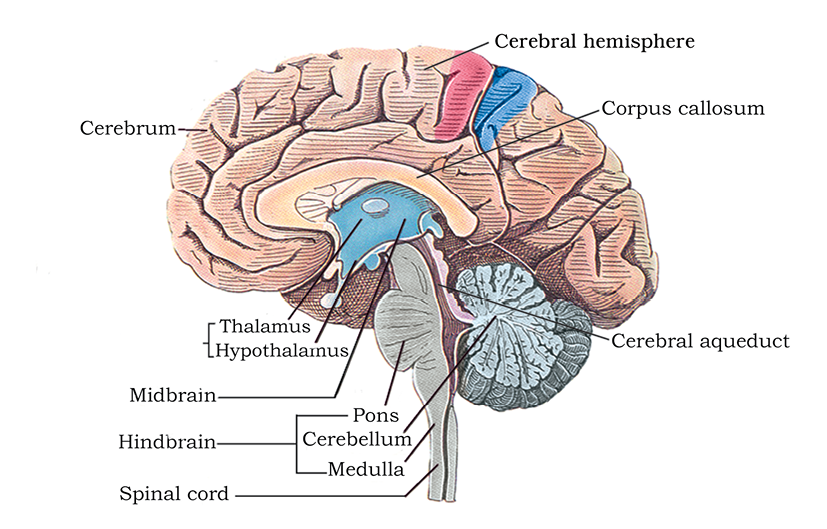 Cerebral hemisphere
Corpus callosum
Cerebrum
Thalamus
Hypothalamus
Cerebral aqueduct
Midbrain
Pons
Hindbrain
Cerebellum
Medulla
Spinal cord